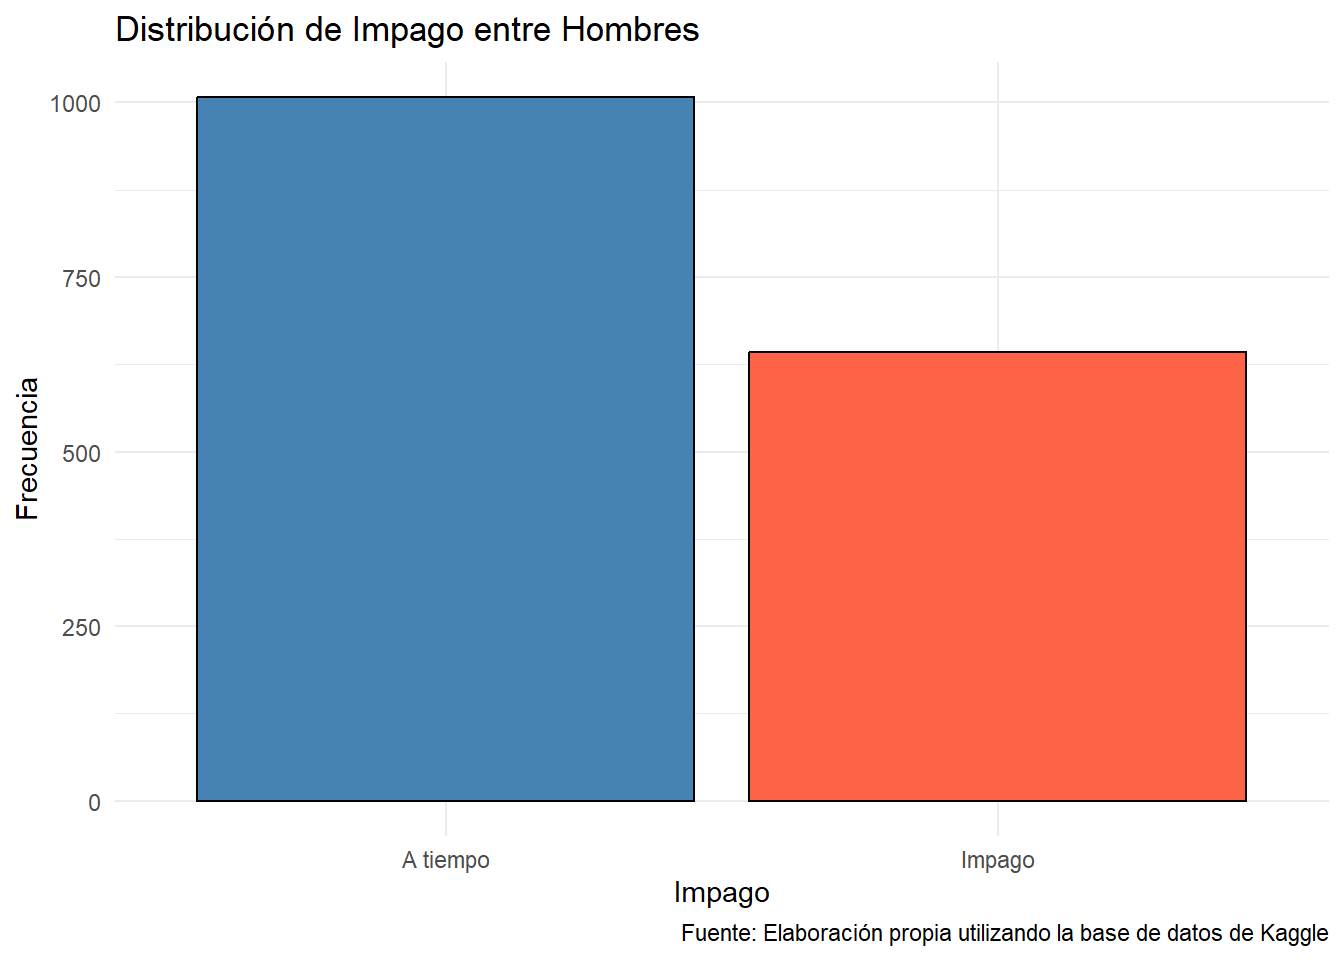 Distribución de Impago entre Hombres
1000
750
500
250
0
Frecuencia
A tiempo
Impago
Impago
Fuente: Elaboración propia utilizando la base de datos de Kaggle